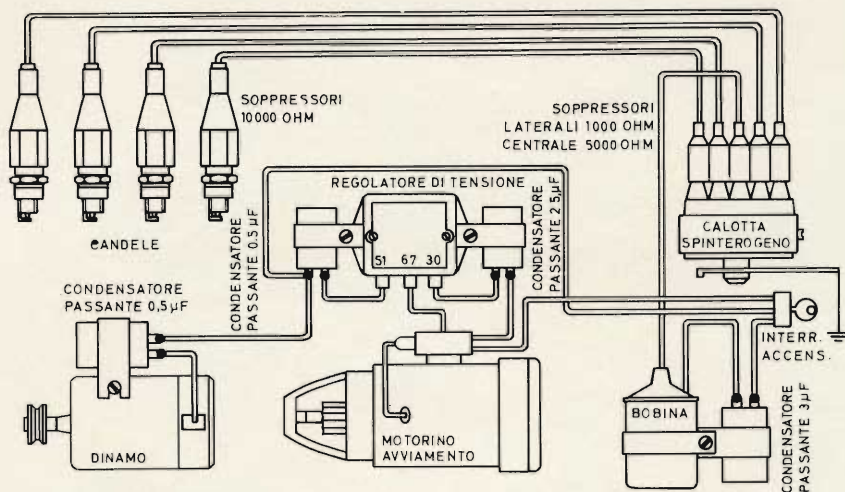 SOPPRESSORI
10000 OHM
SOPPRESSORI
LATERALI 1000 OHM
CENTRALE 5000 OHM
REGOLATORE DI TENSIONE
CANDELE
CONDENSATORE
PASSANTE 0.5µF
51 67 30
CONDENSATORE
PASSANTE 2 5µF
CALOTTA
SPINTEROGENO
CONDENSATORE
PASSANTE 0,5µF
INTERR.
ACCENS.
DINAMO
MOTORINO
AVVIAMENTO
BOBINA
CONDENSATORE
PASSANTE 3µF